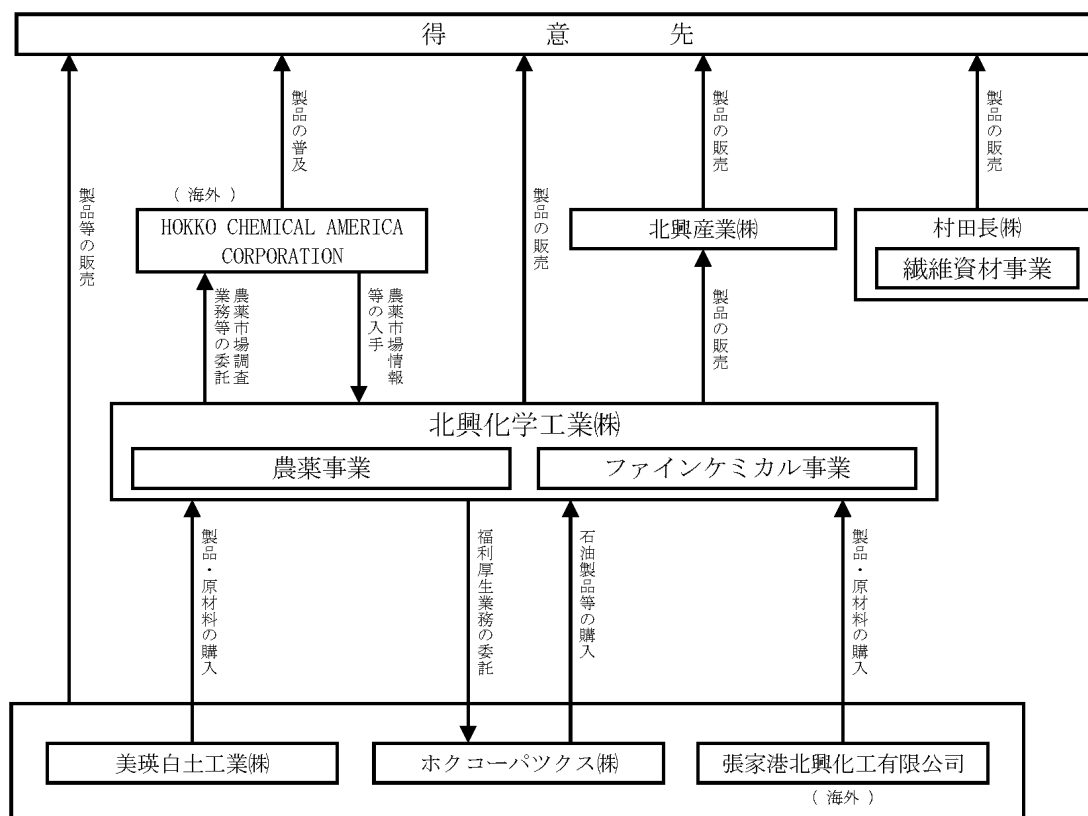 得意先
製品等の販売
製品の普及
製品の販売
製品の販売
製品の販売
（海外）
HOKKO CHEMICAL AMERICA
CORPORATION
北興産業㈱
村田長㈱
繊維資材事業
農薬市場調査
業務等の委託
農薬市場情報
等の入手
製品の販売
北興化学工業㈱
農薬事業
ファインケミカル事業
製品・原材料の購入
福利厚生業務の委託
石油製品等の購入
製品・原材料の購入
美瑛白土工業㈱
ホクコーパツクス㈱
張家港北興化工有限公司
（海外）